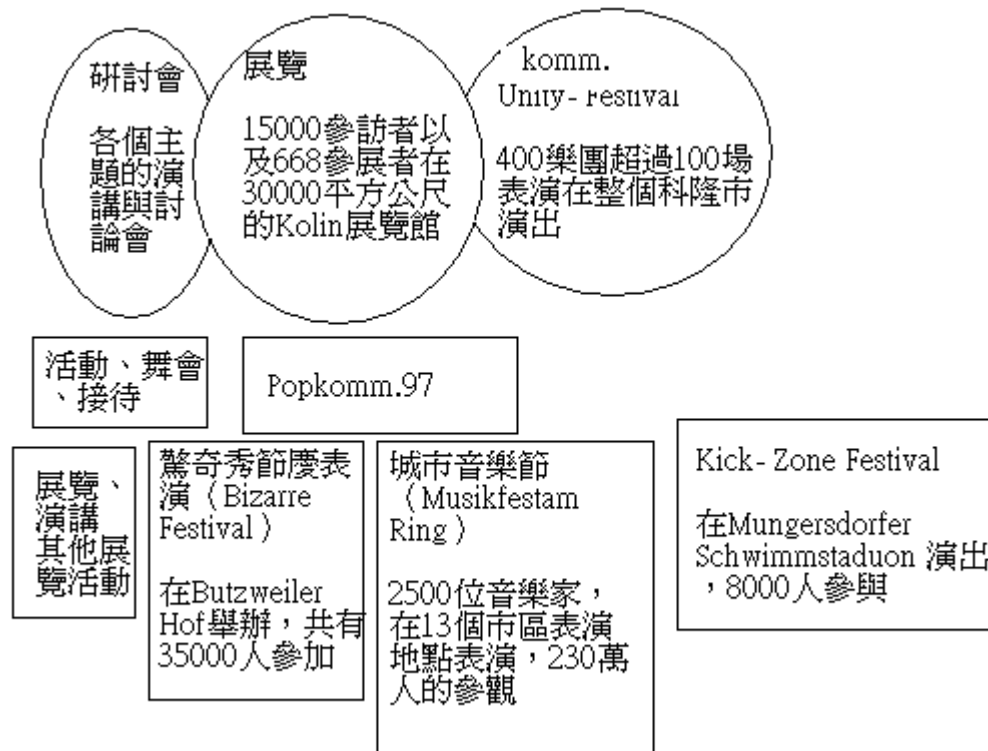 研討會
各個主
題的演
講與討
論會
展覽
15000參訪者以
及668參展者在
30000平方公尺
的Kolin展覽館
komm.
Unity- Festival
400樂團超過100場
表演在整個科隆市
演出
活動、舞會
、接待
Popkomm.97
展覽、
演講
其他展
覽活動
驚奇秀節慶表
演（Bizarre
Festival）
在Butzweiler
Hof舉辦，共有
35000人參加
城市音樂節
（Musikfestam
Ring）
2500位音樂家，
在13個市區表演
地點表演，230萬
人的參觀
Kick- Zone Festival
在Mungersdorfer
Schwimmstaduon 演出
，8000人參與